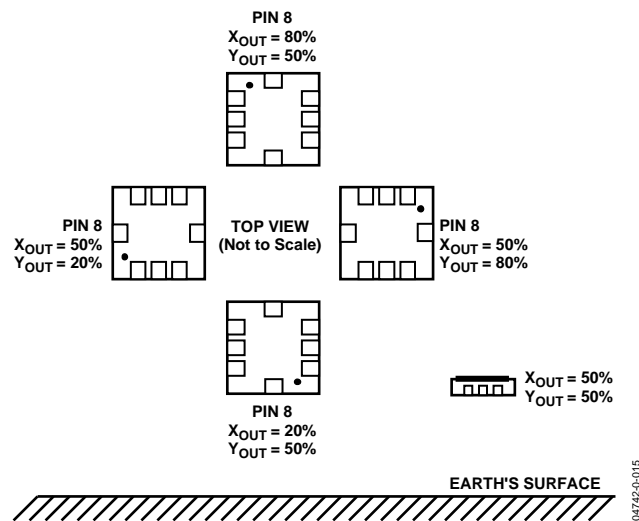 PIN 8
XOUT = 80%
YOUT = 50%
PIN 8
XOUT = 50%
YOUT = 20%
TOP VIEW
(Not to Scale)
PIN 8
XOUT = 50%
YOUT = 80%
PIN 8
XOUT = 20%
YOUT = 50%
XOUT = 50%
YOUT = 50%
EARTH'S SURFACE
04742-0-015